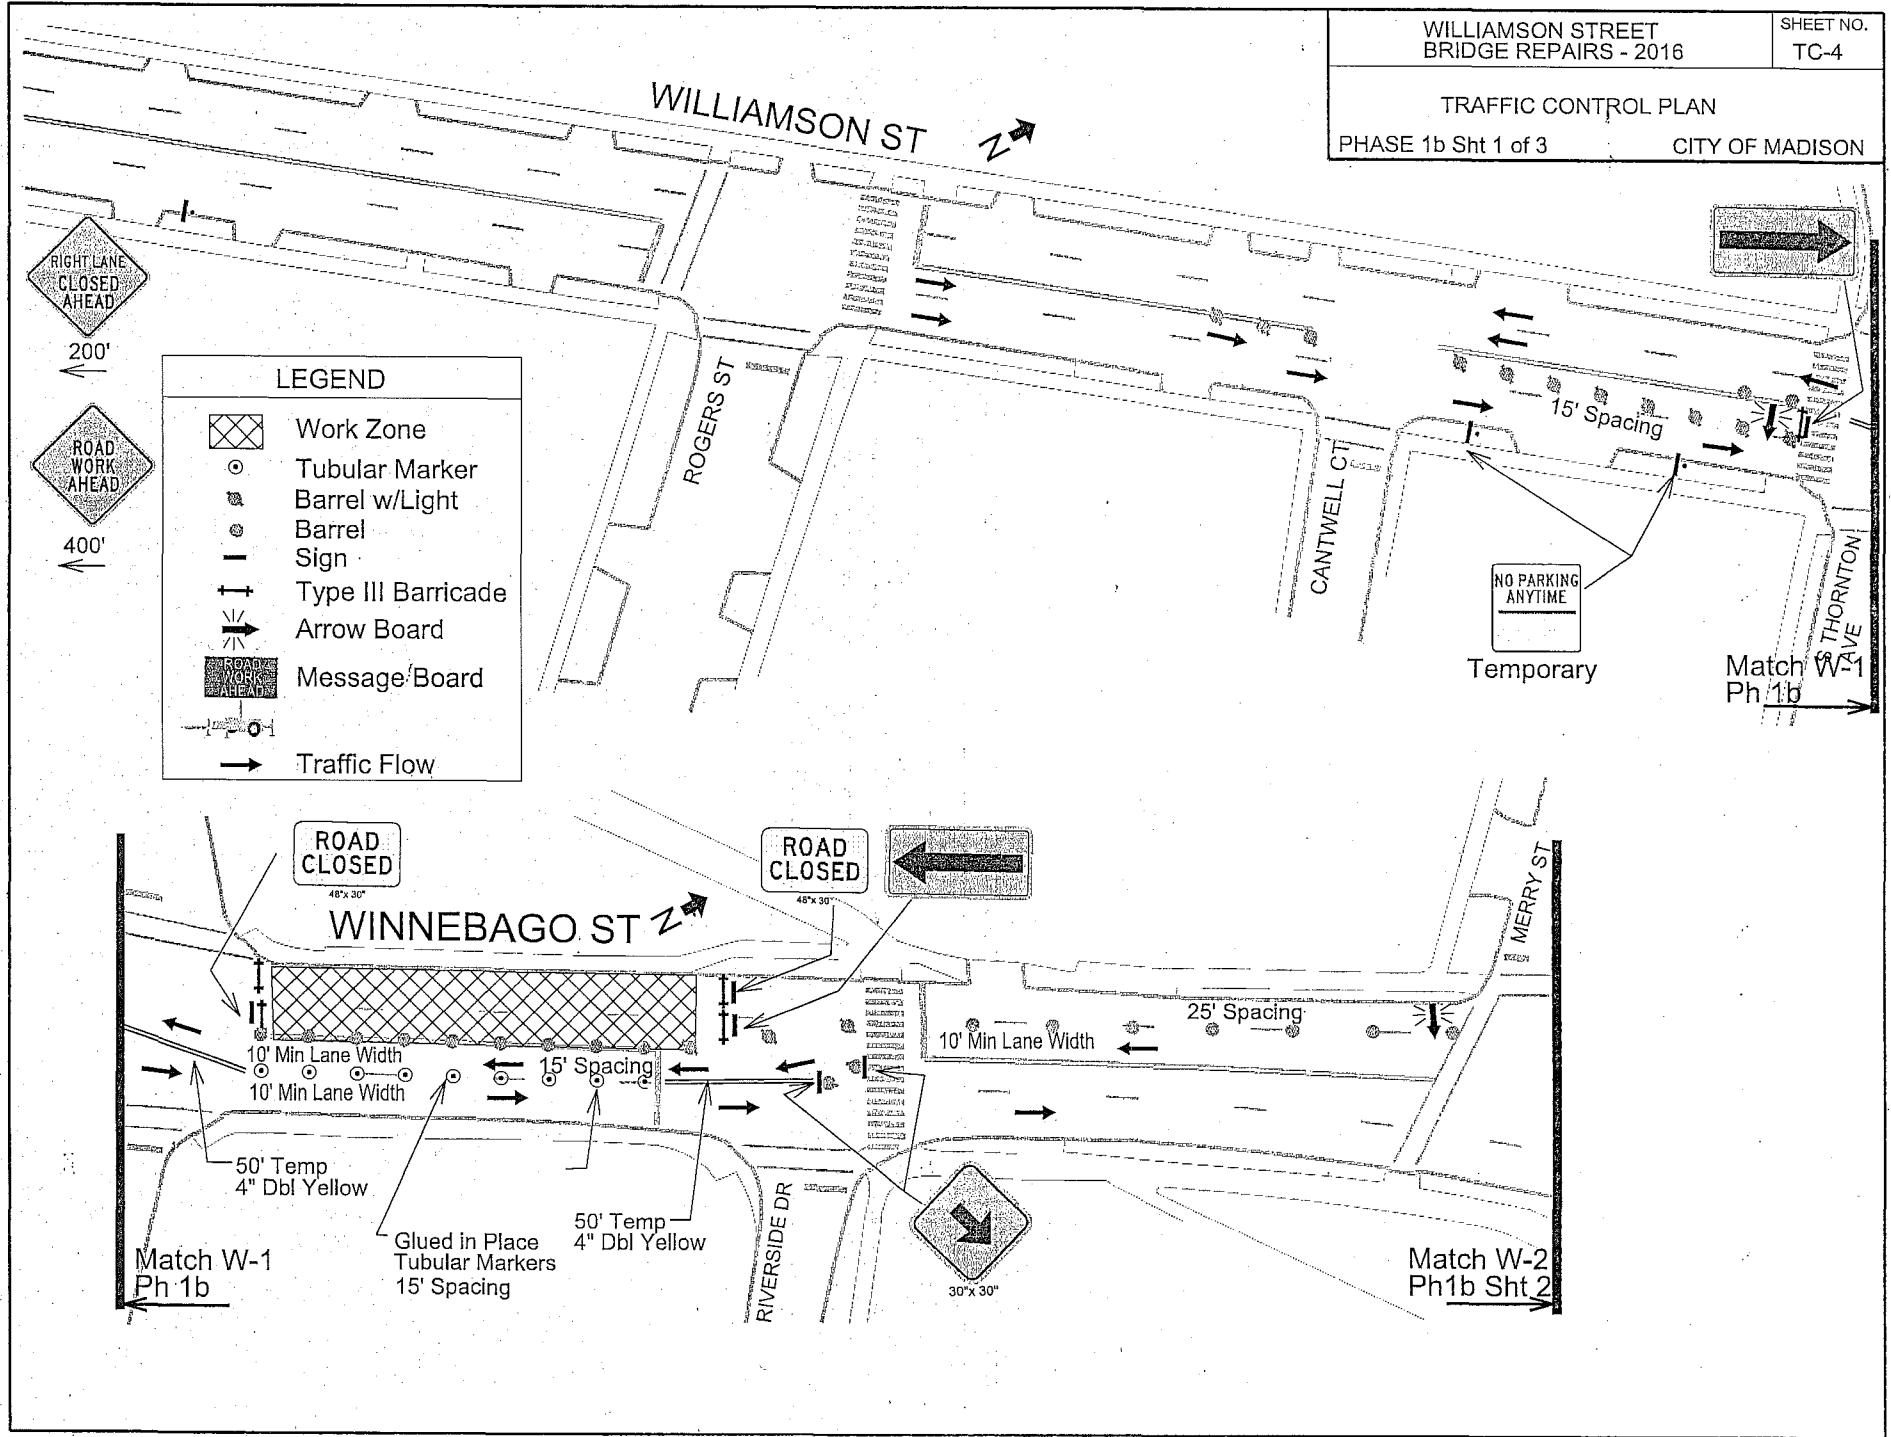 WILLIAMSON STREET
BRIDGE REPAIRS - 2016
SHEET NO.
TC-4
TRAFFIC CONTROL PLAN
PHASE 1b Sht 1 of 3
CITY OF MADISON
WILLIAMSON ST
N
RIGHT LANE
CLOSED
AHEAD
200'
ROAD
WORK
AHEAD
400'
LEGEND
Work Zone
Tubular Marker
Barrel w/Light
Barrel
Sign
Type III Barricade
Arrow Board
ROAD
WORK
AHEAD
Message Board
Traffic Flow
ROGERS ST
CANTWELL CT
15' Spacing
NO PARKING
ANYTIME
Temporary
S THORNTON
AVE
Match W-1
Ph 1b
ROAD
CLOSED
48"x 30"
WINNEBAGO ST
N
ROAD
CLOSED
48"x 30"
MERRY ST
25' Spacing
10' Min Lane Width
10' Min Lane Width
15' Spacing
10' Min Lane Width
50' Temp
4" Dbl Yellow
Glued in Place
Tubular Markers
15' Spacing
50' Temp
4" Dbl Yellow
RIVERSIDE DR
30"x 30"
Match W-1
Ph 1b
Match W-2
Ph1b Sht 2